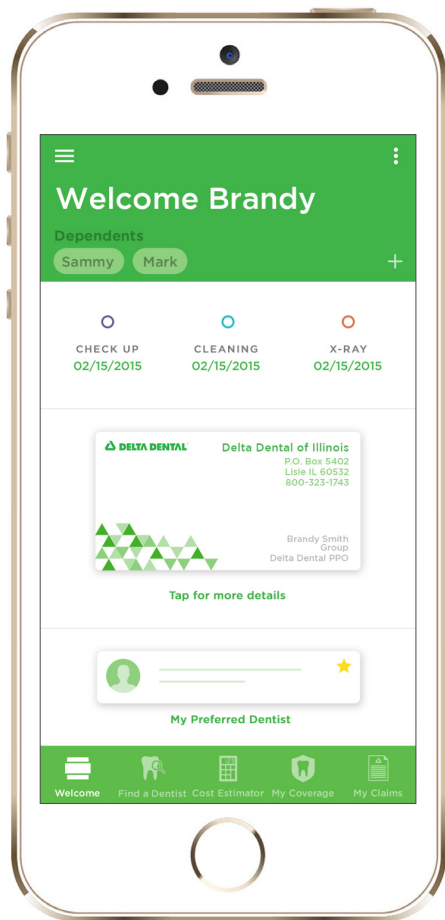 Welcome Brandy
Dependents
Sammy Mark
CHECK UP CLEANING X-RAY
02/15/2015 02/15/2015 02/15/2015
DELTA DENTAL
Delta Dental of Illinois
P.O. Box 5402
Lisle IL 60532
800-323-1743
Brandy Smith
Group
Delta Dental PPO
Tap for more details
My Preferred Dentist
Welcome Find a Dentist Cost Estimator My Coverage My Claims